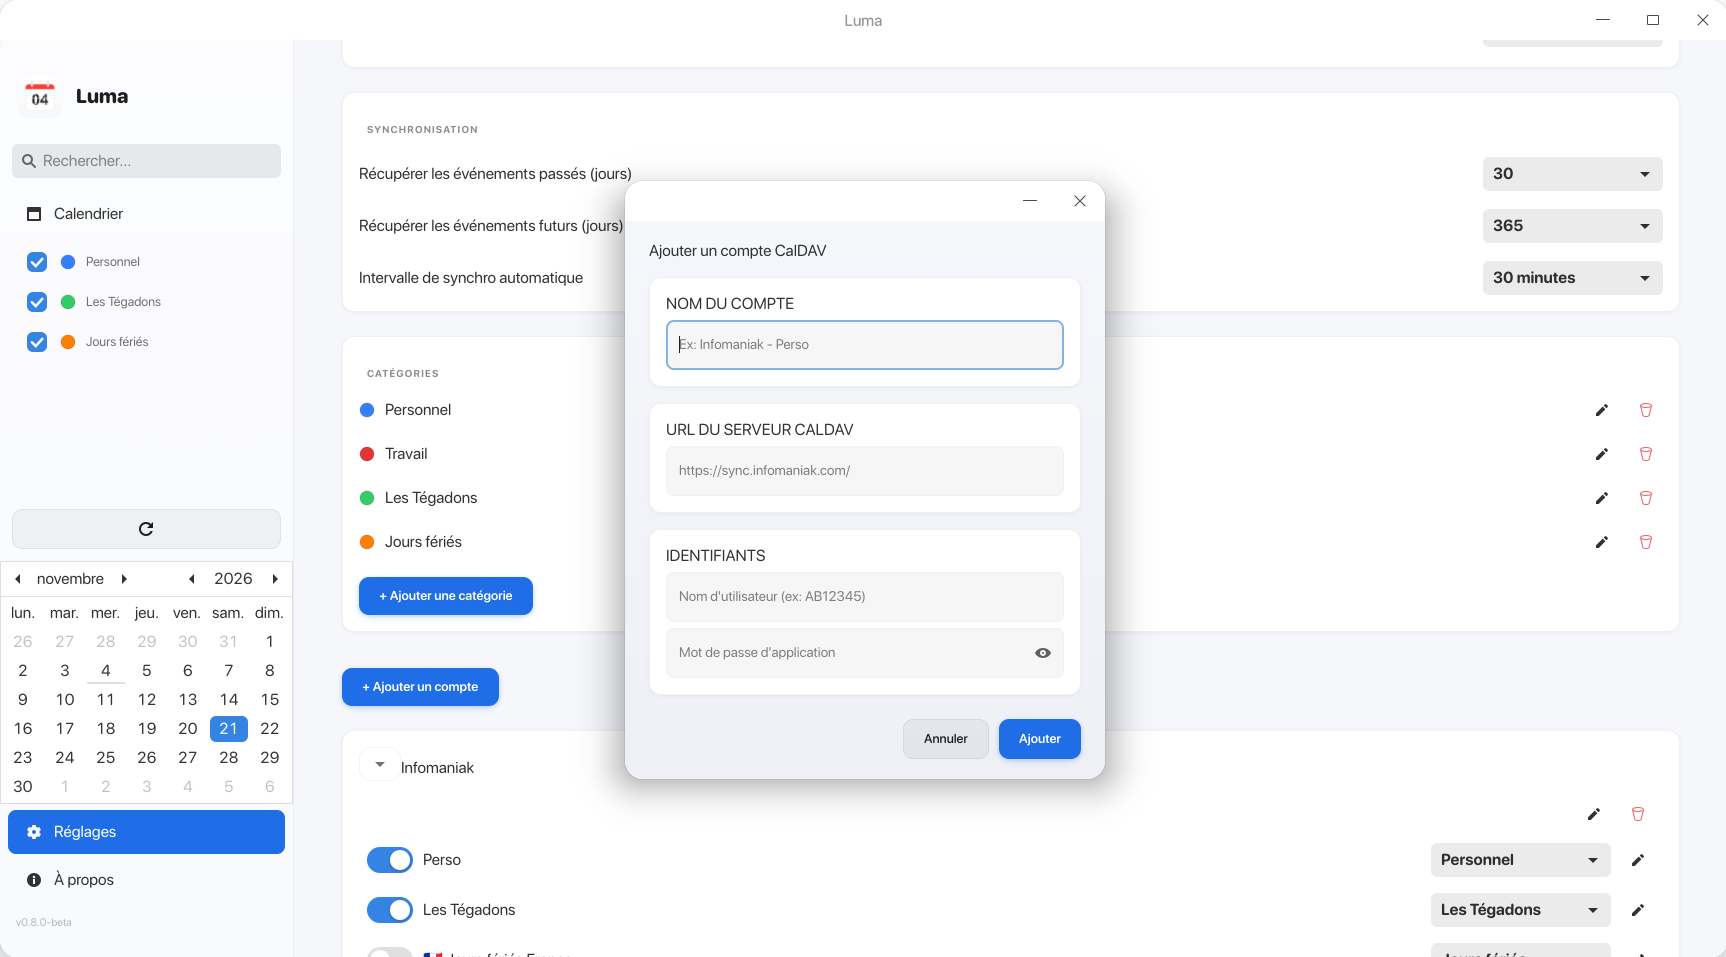 Luma
04
Luma
Rechercher...
Calendrier
Personnel
Les Tégadons
Jours fériés
novembre 2026
lun. mar. mer. jeu. ven. sam. dim.
26 27 28 29 30 31 1
2 3 4 5 6 7 8
9 10 11 12 13 14 15
16 17 18 19 20 21 22
23 24 25 26 27 28 29
30 1 2 3 4 5 6
Réglages
À propos
v0.8.0-beta
SYNCHRONISATION
Récupérer les événements passés (jours)
30
Récupérer les événements futurs (jours)
365
Intervalle de synchro automatique
30 minutes
CATÉGORIES
Personnel
Travail
Les Tégadons
Jours fériés
+ Ajouter une catégorie
+ Ajouter un compte
Infomaniak
Perso
Personnel
Les Tégadons
Les Tégadons
Ajouter un compte CalDAV
NOM DU COMPTE
Ex: Infomaniak - Perso
URL DU SERVEUR CALDAV
https://sync.infomaniak.com/
IDENTIFIANTS
Nom d'utilisateur (ex: AB12345)
Mot de passe d'application
Annuler
Ajouter